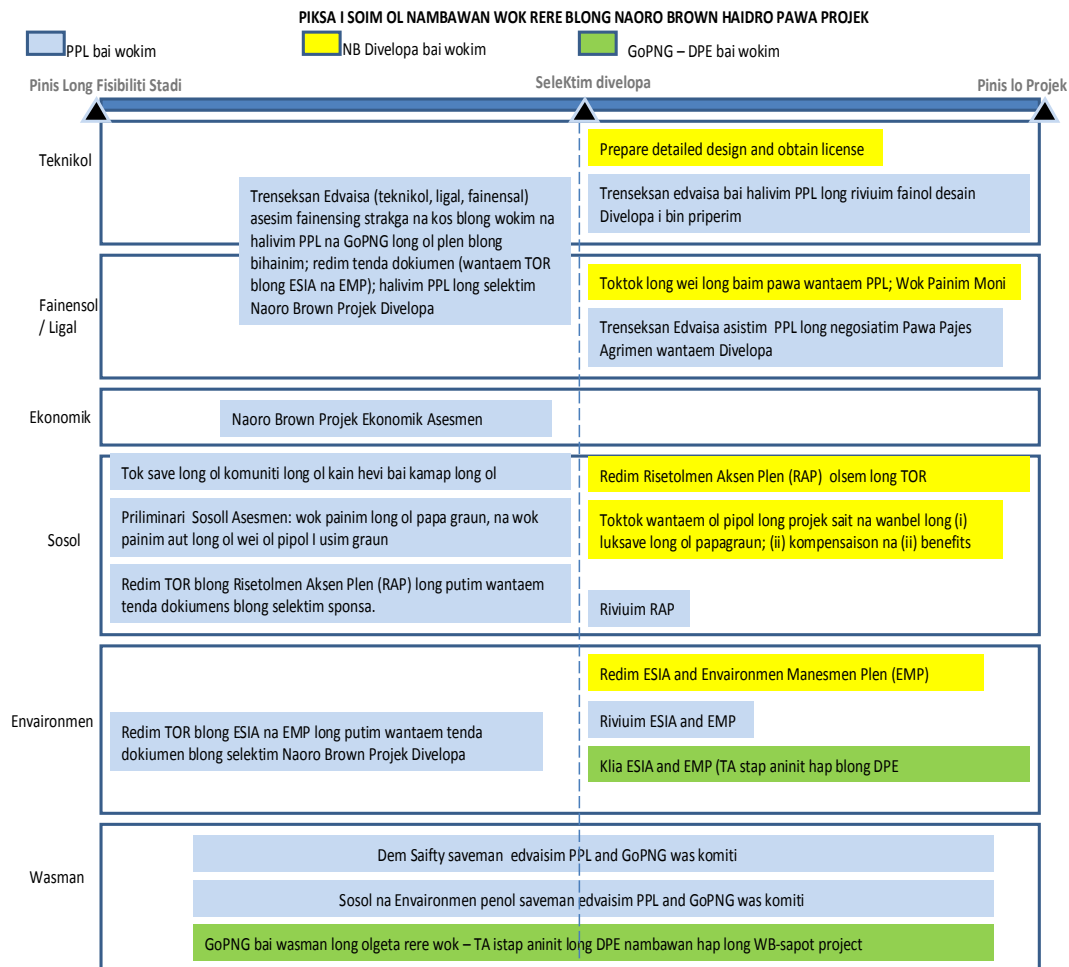 PIKSA I SOIM OL NAMBAWAN WOK RERE BLONG NAORO BROWN HAIDRO PAWA PROJEK
PPL bai wokim
NB Divelopa bai wokim
GoPNG – DPE bai wokim
Pinis Long Fisibiliti Stadi
SeleKtim divelopa
Pinis lo Projek
Teknikol
Prepare detailed design and obtain license
Trenseksan edvaisa bai halivim PPL long riviuim fainol desain
Divelopa i bin priperim
Trenseksan Edvaisa (teknikol, ligal, fainensal)
asesim fainensing strakga na kos blong wokim na
halivim PPL na GoPNG long ol plen blong
bihainim; redim tenda dokiumen (wantaem TOR
blong ESIA na EMP); halivim PPL long selektim
Naoro Brown Projek Divelopa
Fainensol
/ Ligal
Toktok long wei long baim pawa wantaem PPL; Wok Painim Moni
Trenseksan Edvaisa asistim PPL long negosiatim Pawa Pajes
Agrimen wantaem Divelopa
Ekonomik
Naoro Brown Projek Ekonomik Asesmen
Sosol
Tok save long ol komuniti long ol kain hevi bai kamap long ol
Priliminari Sosoll Asesmen: wok painim long ol papa graun, na wok
painim aut long ol wei ol pipol I usim graun
Redim TOR blong Risetolmen Aksen Plen (RAP) long putim wantaem
tenda dokiumens blong selektim sponsa.
Redim Risetolmen Aksen Plen (RAP) olsem long TOR
Toktok wantaem ol pipol long projek sait na wanbel long (i)
luksave long ol papagraun; (ii) kompensaison na (ii) benefits
Riviuim RAP
Envairomen
Redim TOR blong ESIA na EMP long putim wantaem tenda
dokiumen blong selektim Naoro Brown Projek Divelopa
Redim ESIA and Envairomen Manesmen Plen (EMP)
Riviuim ESIA and EMP
Klia ESIA and EMP (TA stap aninit hap blong DPE
Wasman
Dem Saifty saveman edvaisim PPL and GoPNG was komiti
Sosol na Envaironmen penol saveman edvaisim PPL and GoPNG was komiti
GoPNG bai wasman long olgeta rere wok – TA istap aninit long DPE nambawan hap long WB-sapot project